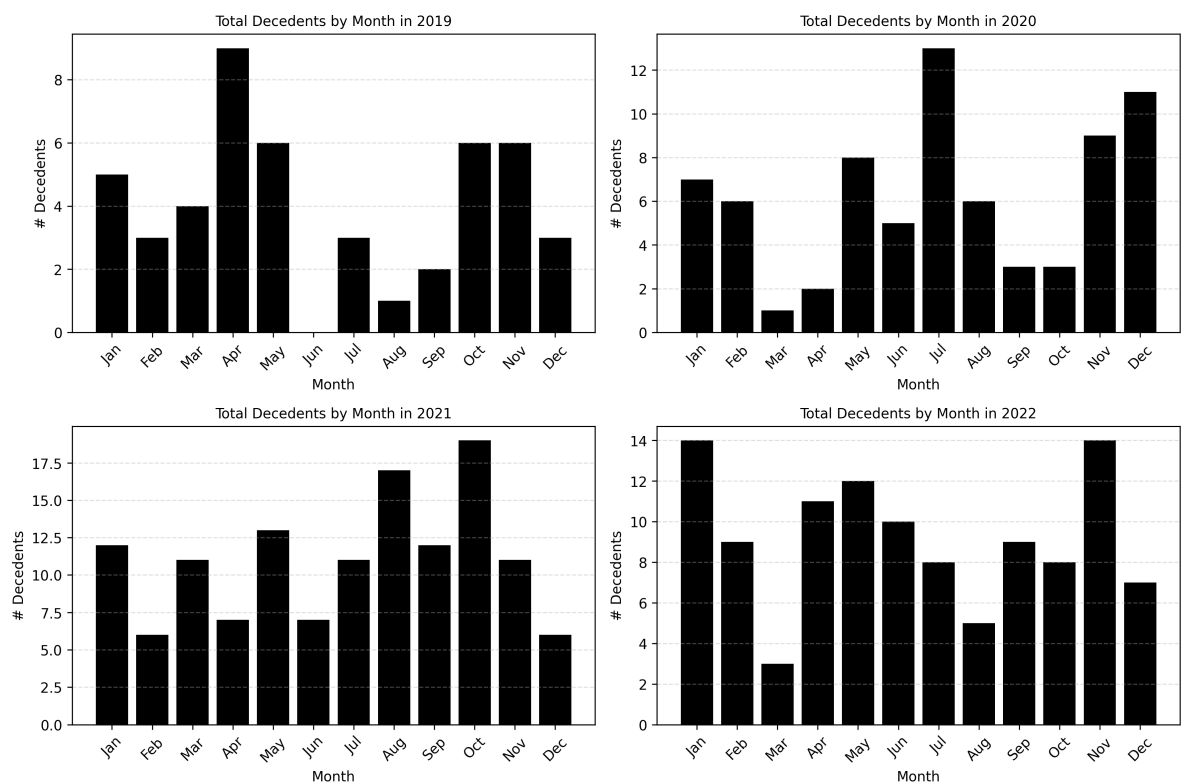 Total Decedents by Month in 2019
# Decedents
8
6
4
2
0
Jan Feb Mar Apr May Jun Jul Aug Sep Oct Nov Dec
Month
Total Decedents by Month in 2020
# Decedents
12
10
8
6
4
2
0
Jan Feb Mar Apr May Jun Jul Aug Sep Oct Nov Dec
Month
Total Decedents by Month in 2021
# Decedents
17.5
15.0
12.5
10.0
7.5
5.0
2.5
0.0
Jan Feb Mar Apr May Jun Jul Aug Sep Oct Nov Dec
Month
Total Decedents by Month in 2022
# Decedents
14
12
10
8
6
4
2
0
Jan Feb Mar Apr May Jun Jul Aug Sep Oct Nov Dec
Month